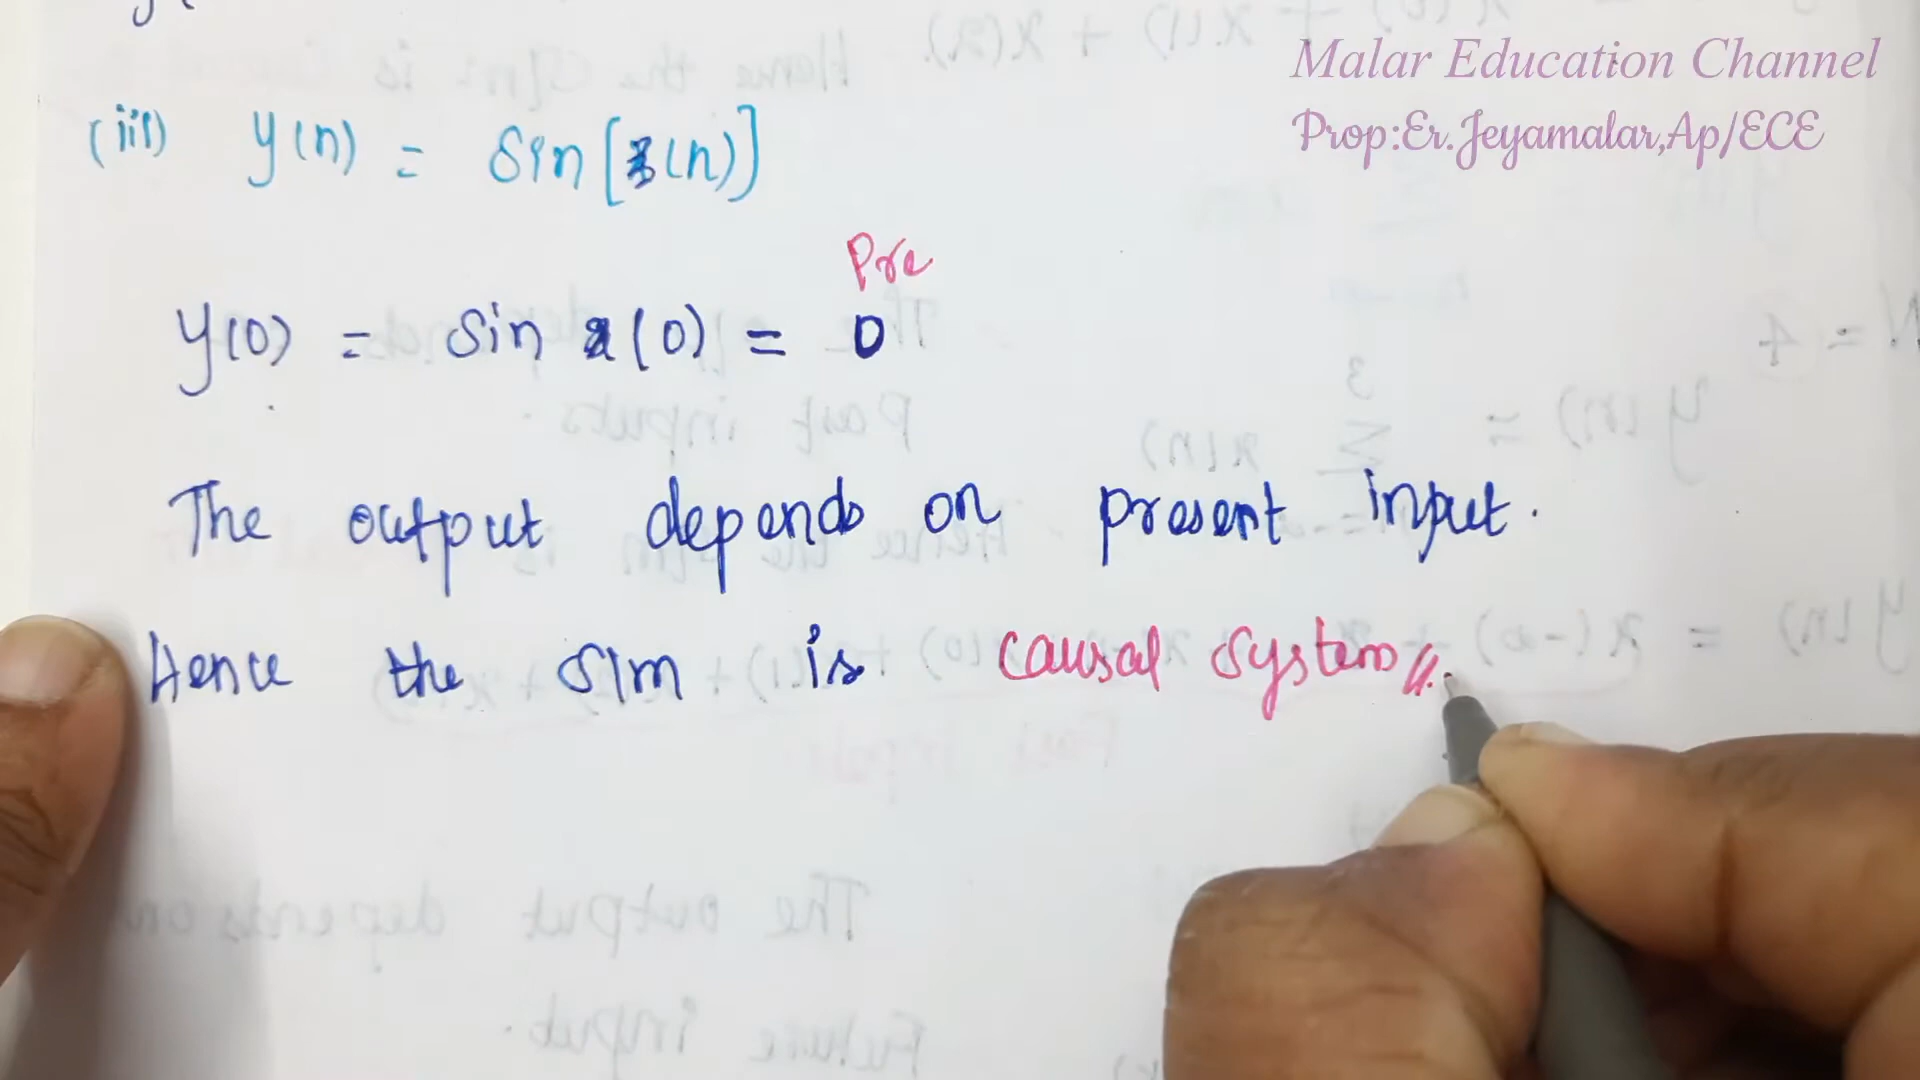 Malar Education Channel
Prop:Er.Jeyamalar,Ap/ECE
(iii) y(n) = Sin[x(n)]
Pre
y(0) = Sin x(0) = 0
The output depends on present input.
Hence the S/m is causal system //.